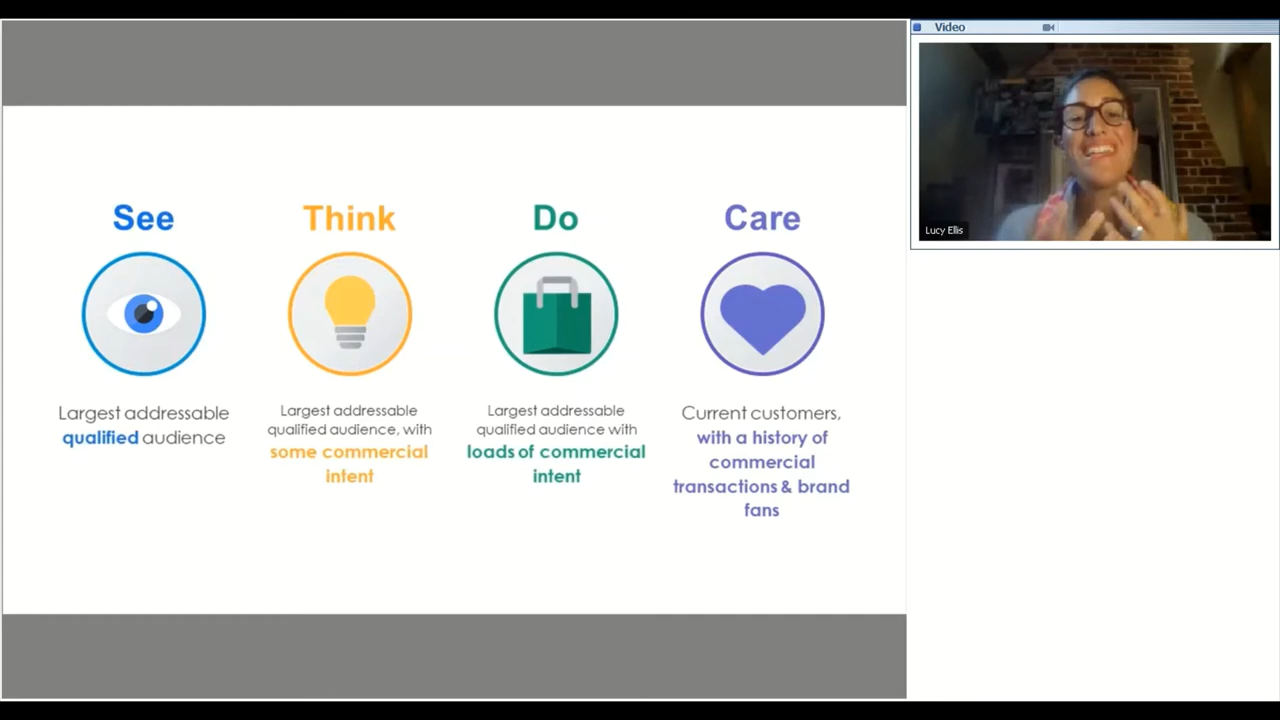 Video
Lucy Ellis
See
Think
Do
Care
Largest addressable
qualified audience
Largest addressable
qualified audience, with
some commercial
intent
Largest addressable
qualified audience with
loads of commercial
intent
Current customers,
with a history of
commercial
transactions & brand
fans